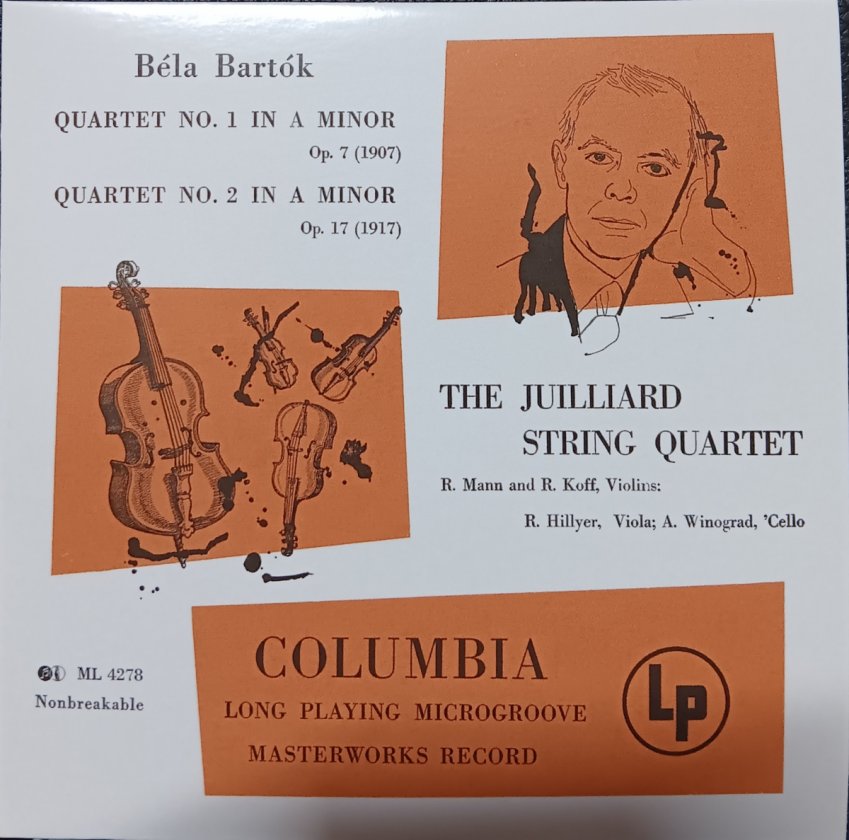 Béla Bartók
QUARTET NO. 1 IN A MINOR
Op. 7 (1907)
QUARTET NO. 2 IN A MINOR
Op. 17 (1917)
THE JUILLIARD
STRING QUARTET
R. Mann and R. Koff, Violins:
R. Hillyer, Viola; A. Winograd, 'Cello
COLUMBIA
LONG PLAYING MICROGROOVE
MASTERWORKS RECORD
LP
ML 4278
Nonbreakable